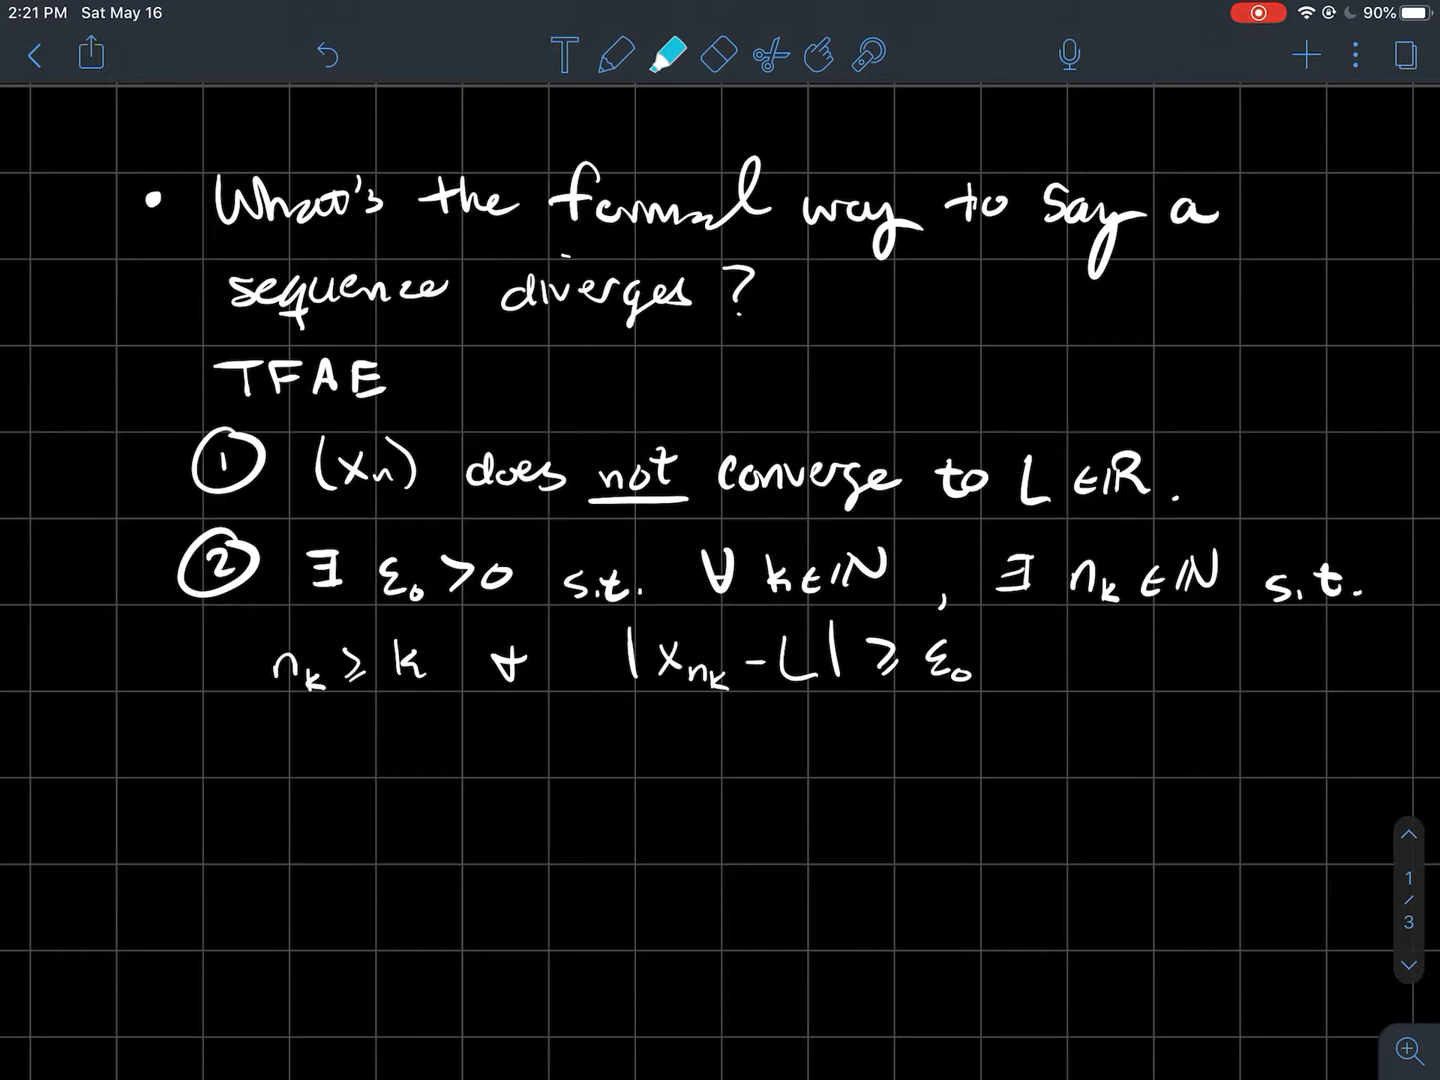 2:21 PM Sat May 16
90%
T
• What's the formal way to say a
sequence diverges?
TFAE
① (xₙ) does not converge to L ∈ ℝ.
② ∃ ε₀ > 0 s.t. ∀ k ∈ ℕ, ∃ nₖ ∈ ℕ s.t.
nₖ ≥ k & |xₙₖ - L| ≥ ε₀
1
/
3